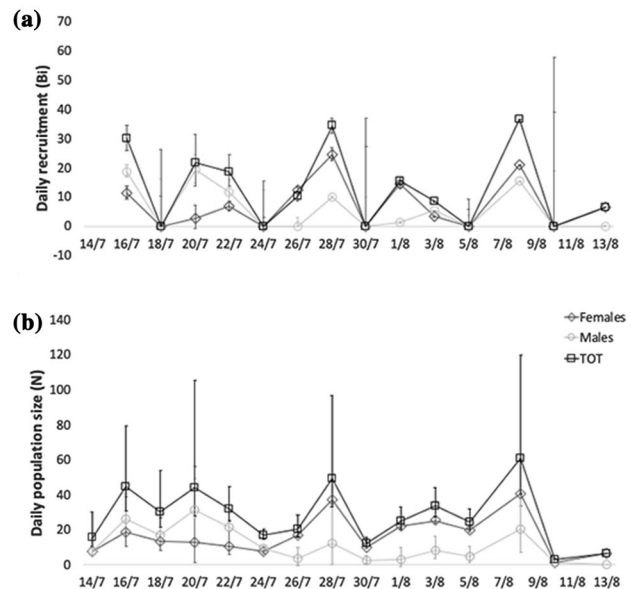 (a)
70
60
50
40
30
20
10
0
-10
Daily recruitment (Bi)
14/7 16/7 18/7 20/7 22/7 24/7 26/7 28/7 30/7 1/8 3/8 5/8 7/8 9/8 11/8 13/8
(b)
140
120
100
80
60
40
20
0
Daily population size (N)
Females
Males
TOT
14/7 16/7 18/7 20/7 22/7 24/7 26/7 28/7 30/7 1/8 3/8 5/8 7/8 9/8 11/8 13/8